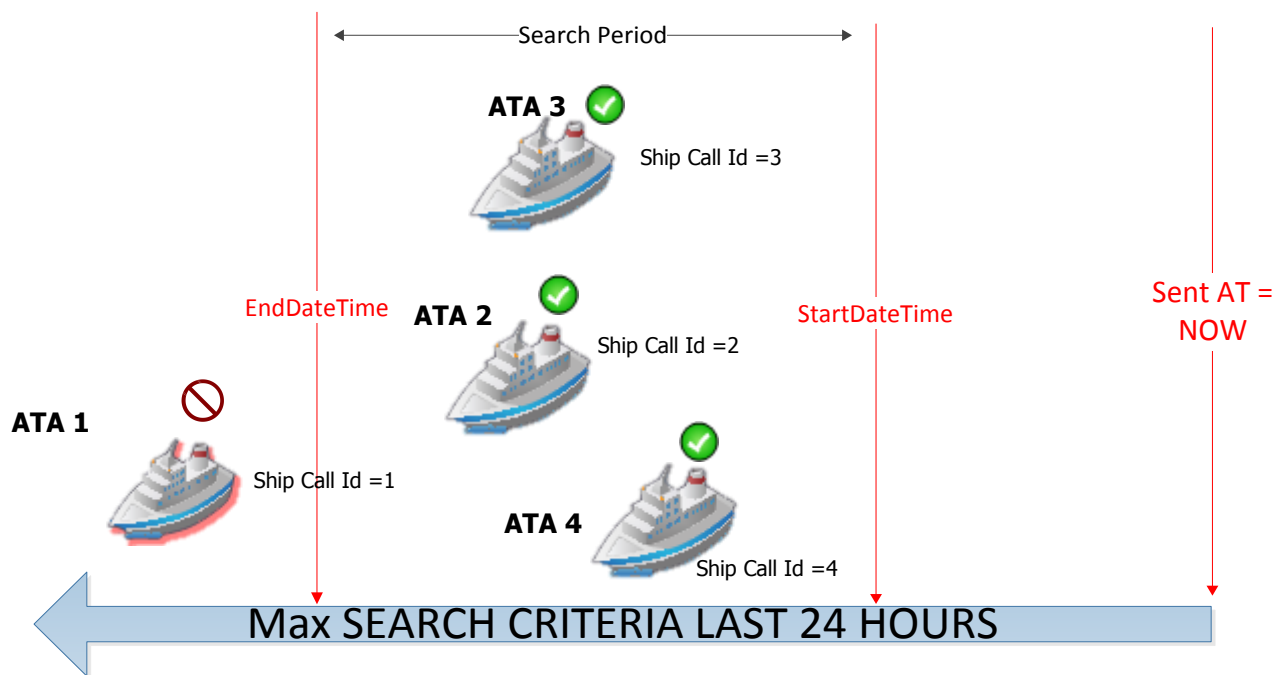 Search Period
ATA 3
Ship Call Id =3
EndDateTime
ATA 2
Ship Call Id =2
StartDateTime
Sent AT =
NOW
ATA 1
Ship Call Id =1
ATA 4
Ship Call Id =4
Max SEARCH CRITERIA LAST 24 HOURS